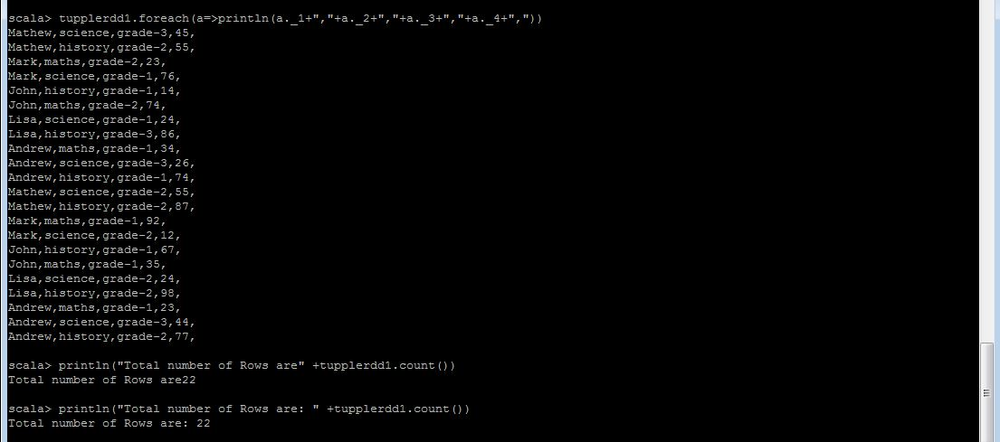 scala> tupplerdd1.foreach(a=>println(a._1+","+a._2+","+a._3+","+a._4+","))
Mathew,science,grade-3,45,
Mathew,history,grade-2,55,
Mark,maths,grade-2,23,
Mark,science,grade-1,76,
John,history,grade-1,14,
John,maths,grade-2,74,
Lisa,science,grade-1,24,
Lisa,history,grade-3,86,
Andrew,maths,grade-1,34,
Andrew,science,grade-3,26,
Andrew,history,grade-1,74,
Mathew,science,grade-2,55,
Mathew,history,grade-2,87,
Mark,maths,grade-1,92,
Mark,science,grade-2,12,
John,history,grade-1,67,
John,maths,grade-1,35,
Lisa,science,grade-2,24,
Lisa,history,grade-2,98,
Andrew,maths,grade-1,23,
Andrew,science,grade-3,44,
Andrew,history,grade-2,77,
scala> println("Total number of Rows are" +tupplerdd1.count())
Total number of Rows are22
scala> println("Total number of Rows are: " +tupplerdd1.count())
Total number of Rows are: 22